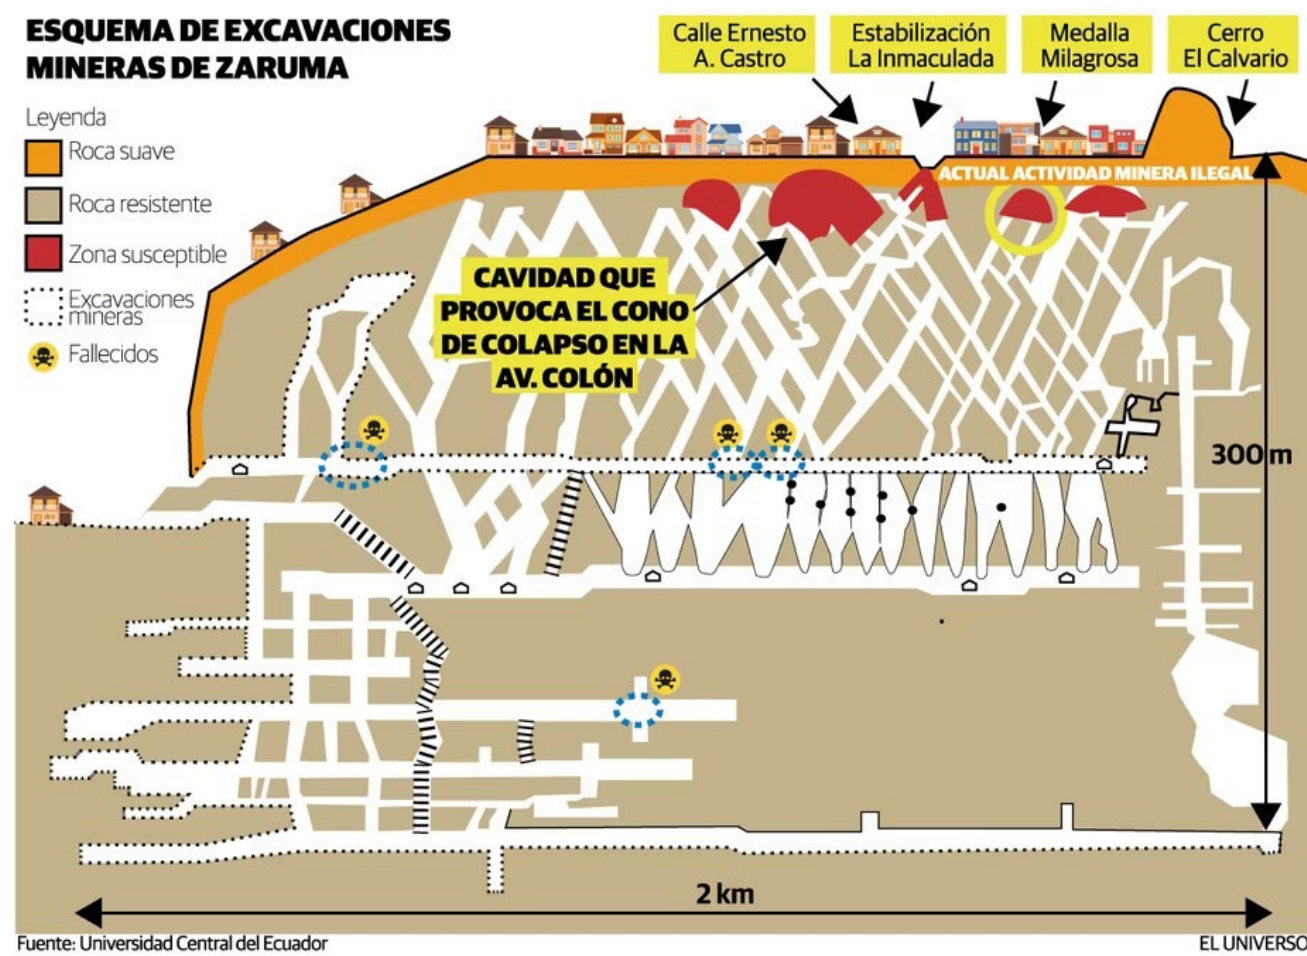 ESQUEMA DE EXCAVACIONES
MINERAS DE ZARUMA
Leyenda
Roca suave
Roca resistente
Zona susceptible
Excavaciones
mineras
Fallecidos
Calle Ernesto
A. Castro
Estabilización
La Inmaculada
Medalla
Milagrosa
Cerro
El Calvario
ACTUAL ACTIVIDAD MINERA ILEGAL
CAVIDAD QUE
PROVOCA EL CONO
DE COLAPSO EN LA
AV. COLÓN
300 m
2 km
Fuente: Universidad Central del Ecuador
EL UNIVERSO